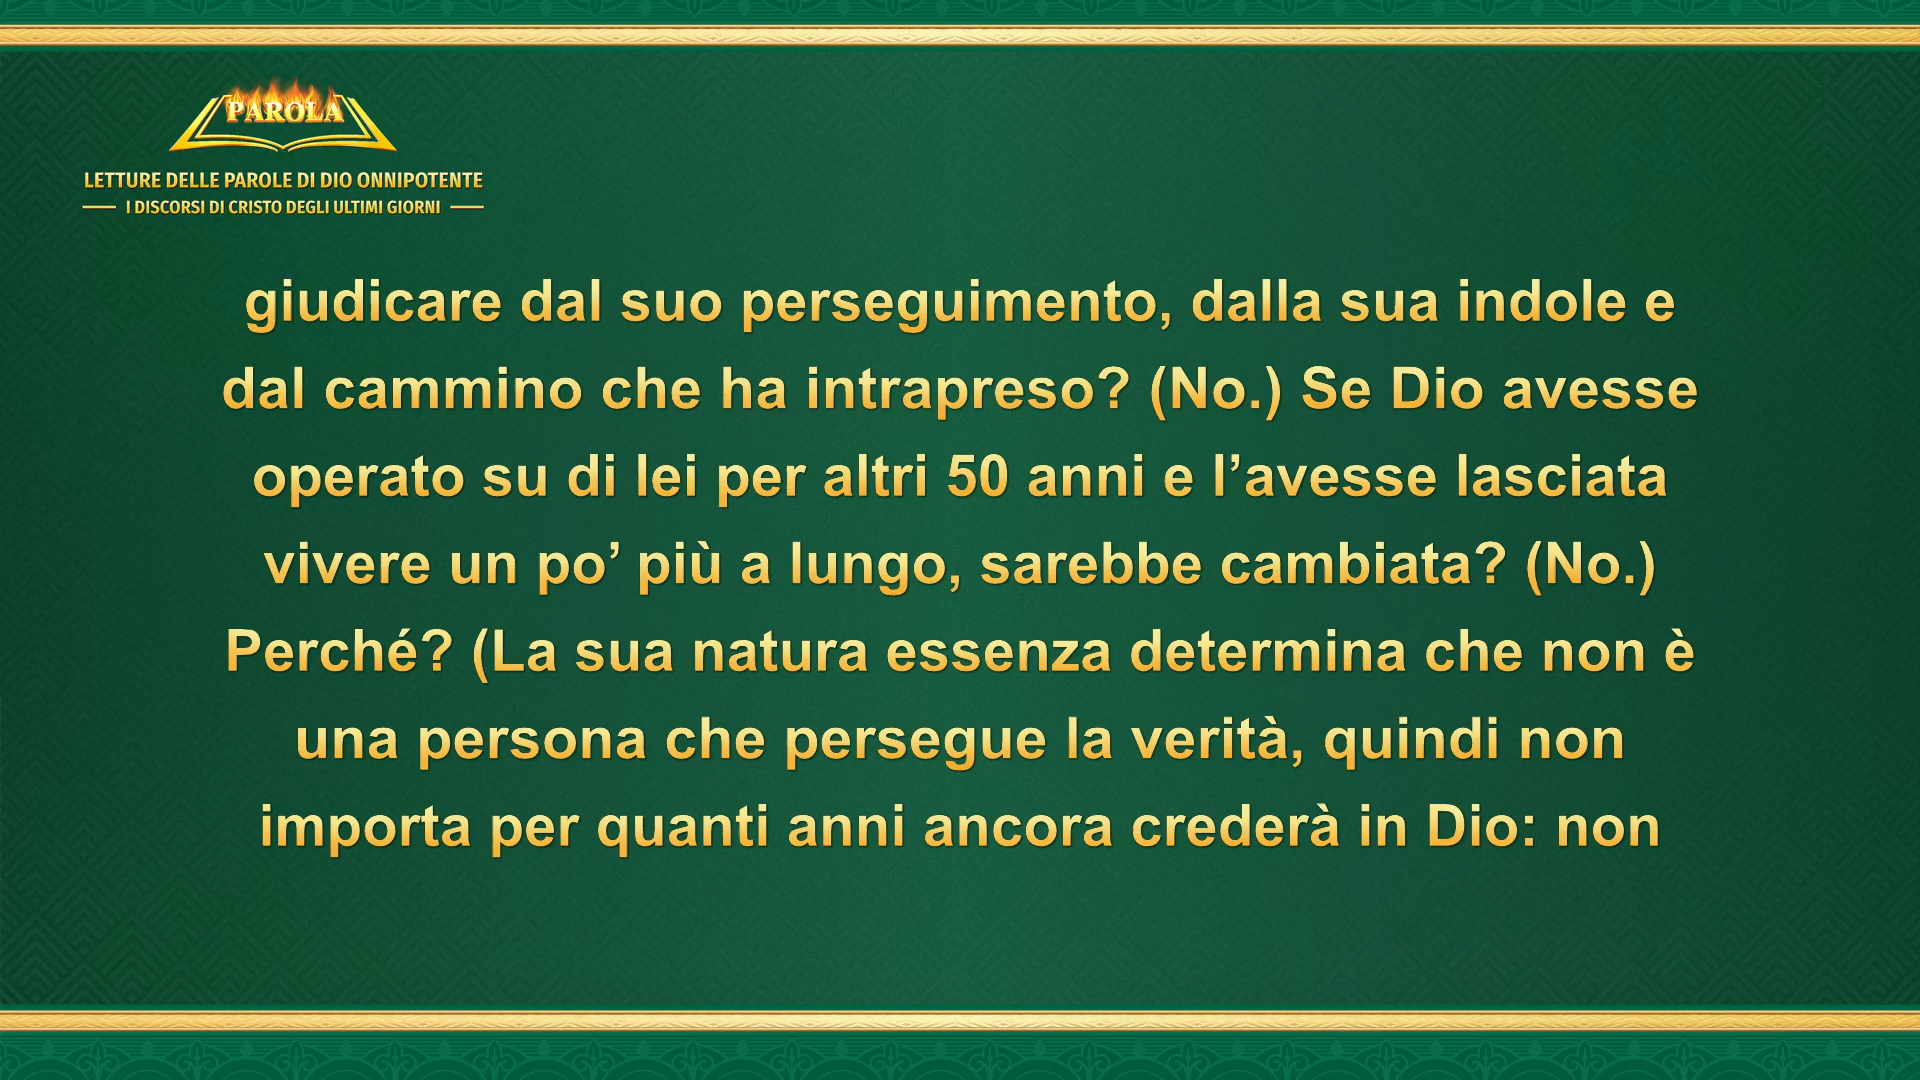 PAROLA
LETTURE DELLE PAROLE DI DIO ONNIPOTENTE
I DISCORSI DI CRISTO DEGLI ULTIMI GIORNI
giudicare dal suo perseguimento, dalla sua indole e
dal cammino che ha intrapreso? (No.) Se Dio avesse
operato su di lei per altri 50 anni e l’avesse lasciata
vivere un po’ più a lungo, sarebbe cambiata? (No.)
Perché? (La sua natura essenza determina che non è
una persona che persegue la verità, quindi non
importa per quanti anni ancora crederà in Dio: non